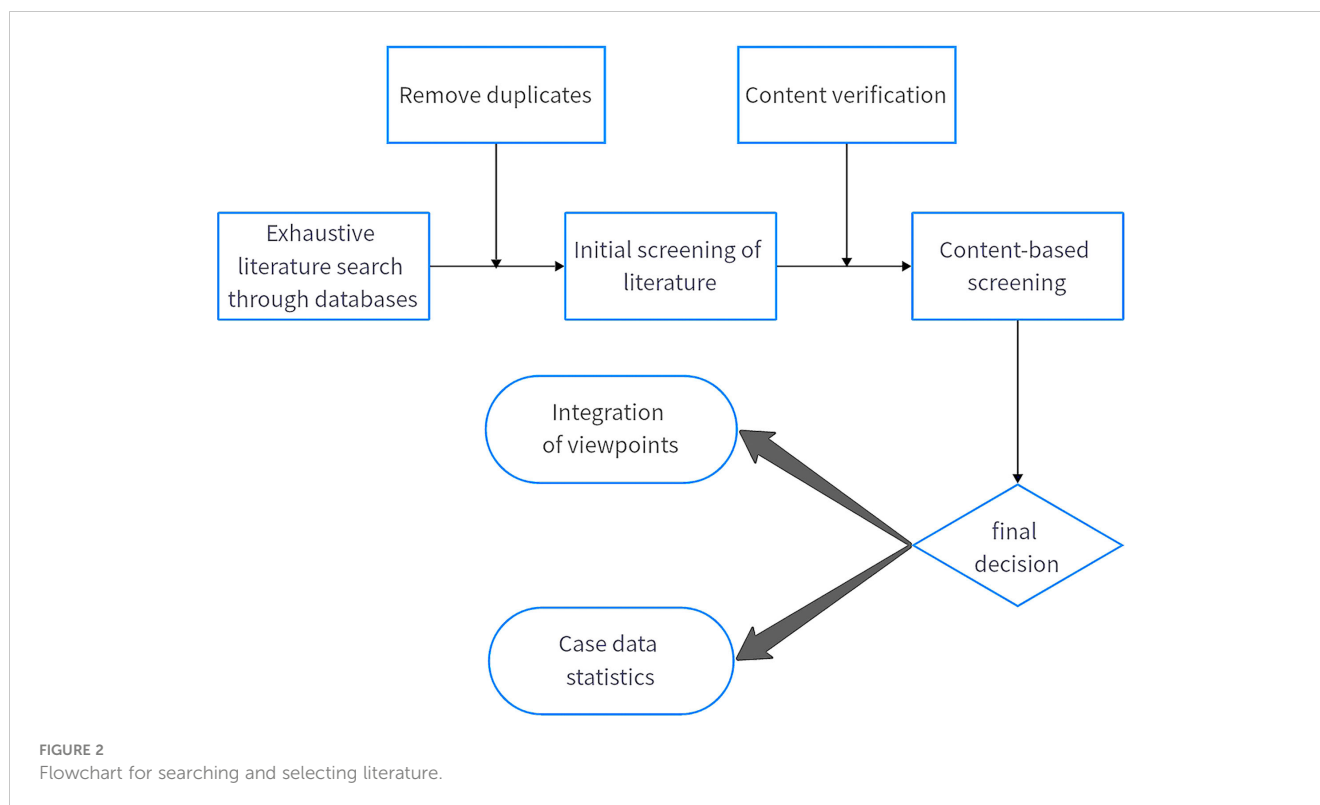 Remove duplicates
Content verification
Exhaustive
literature search
through databases
Initial screening of
literature
Content-based
screening
Integration
of viewpoints
final
decision
Case data
statistics
FIGURE 2
Flowchart for searching and selecting literature.